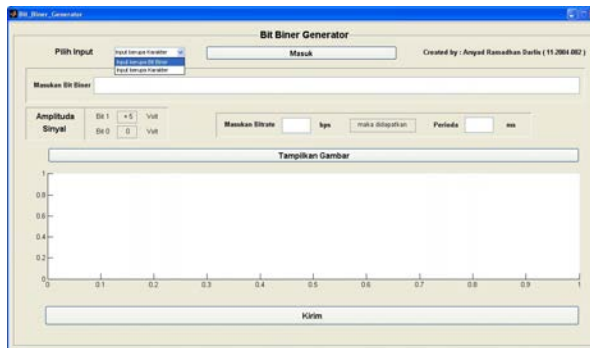 Bit_Biner_Generator
Bit Biner Generator
Pilih Input
Input berupa Karakter
Masuk
Created by : Arsyad Ramadhan Darlis ( 11.2004.082 )
Input berupa Bit Biner
Input berupa Karakter
Masukan Bit Biner
Amplituda
Sinyal
Bit 1 +5 Volt
Bit 0 0 Volt
Masukan Bitrate bps maka didapatkan Perioda ms
Tampilkan Gambar
1
0.8
0.6
0.4
0.2
0
0 0.1 0.2 0.3 0.4 0.5 0.6 0.7 0.8 0.9 1
Kirim